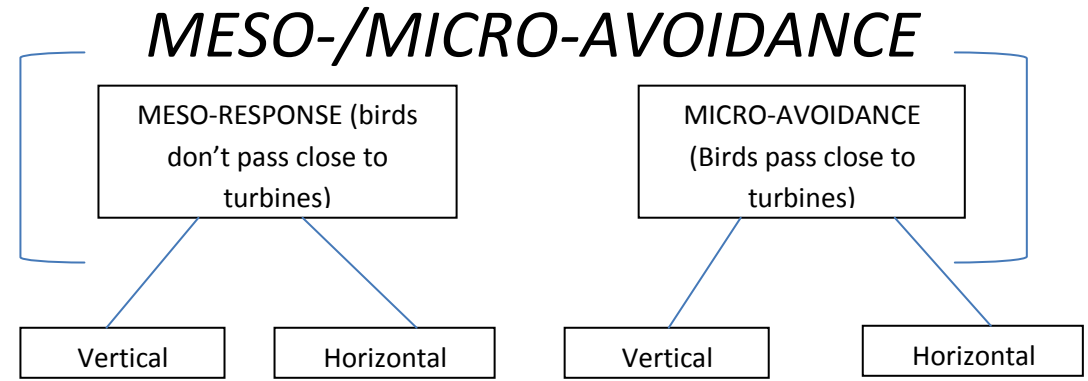 MESO-/MICRO-AVOIDANCE
MESO-RESPONSE (birds
don’t pass close to
turbines)
MICRO-AVOIDANCE
(Birds pass close to
turbines)
Vertical
Horizontal
Vertical
Horizontal